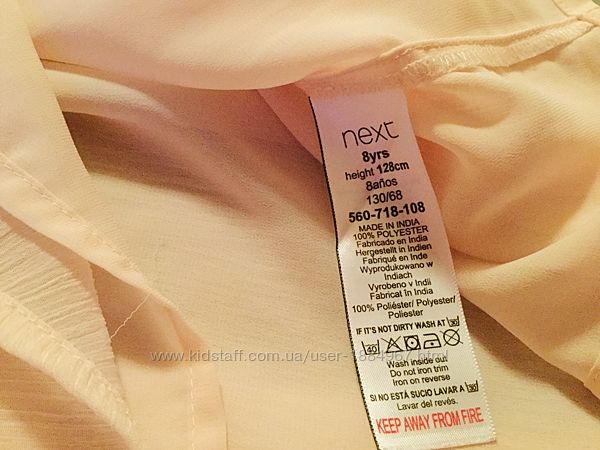 next
8yrs
height 128cm
8años
130/68
560-718-108
MADE IN INDIA
100% POLYESTER
Fabricado en India
Hergestellt in Indien
Fabriqué en Inde
Wyprodukowano w
Indiach
Vyrobeno v Indii
Fabricat în India
100% Poliéster/ Polyester/
Poliester
IF IT'S NOT DIRTY WASH AT 30
40
Wash inside out
Do not iron trim
Iron on reverse
SI NO ESTÁ SUCIO LAVAR A 30
Lavar del revés.
KEEP AWAY FROM FIRE
www.kidstaff.com.ua/user-1884967.html